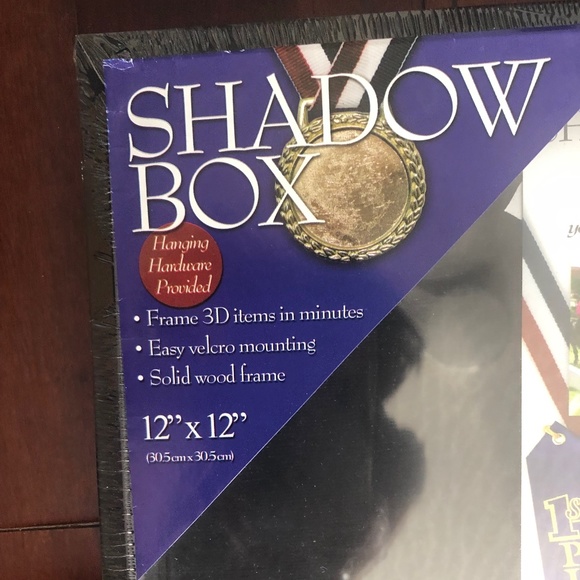 SHADOW
BOX
Hanging
Hardware
Provided
• Frame 3D items in minutes
• Easy velcro mounting
• Solid wood frame
12” x 12”
(30.5cm x 30.5cm)
1st